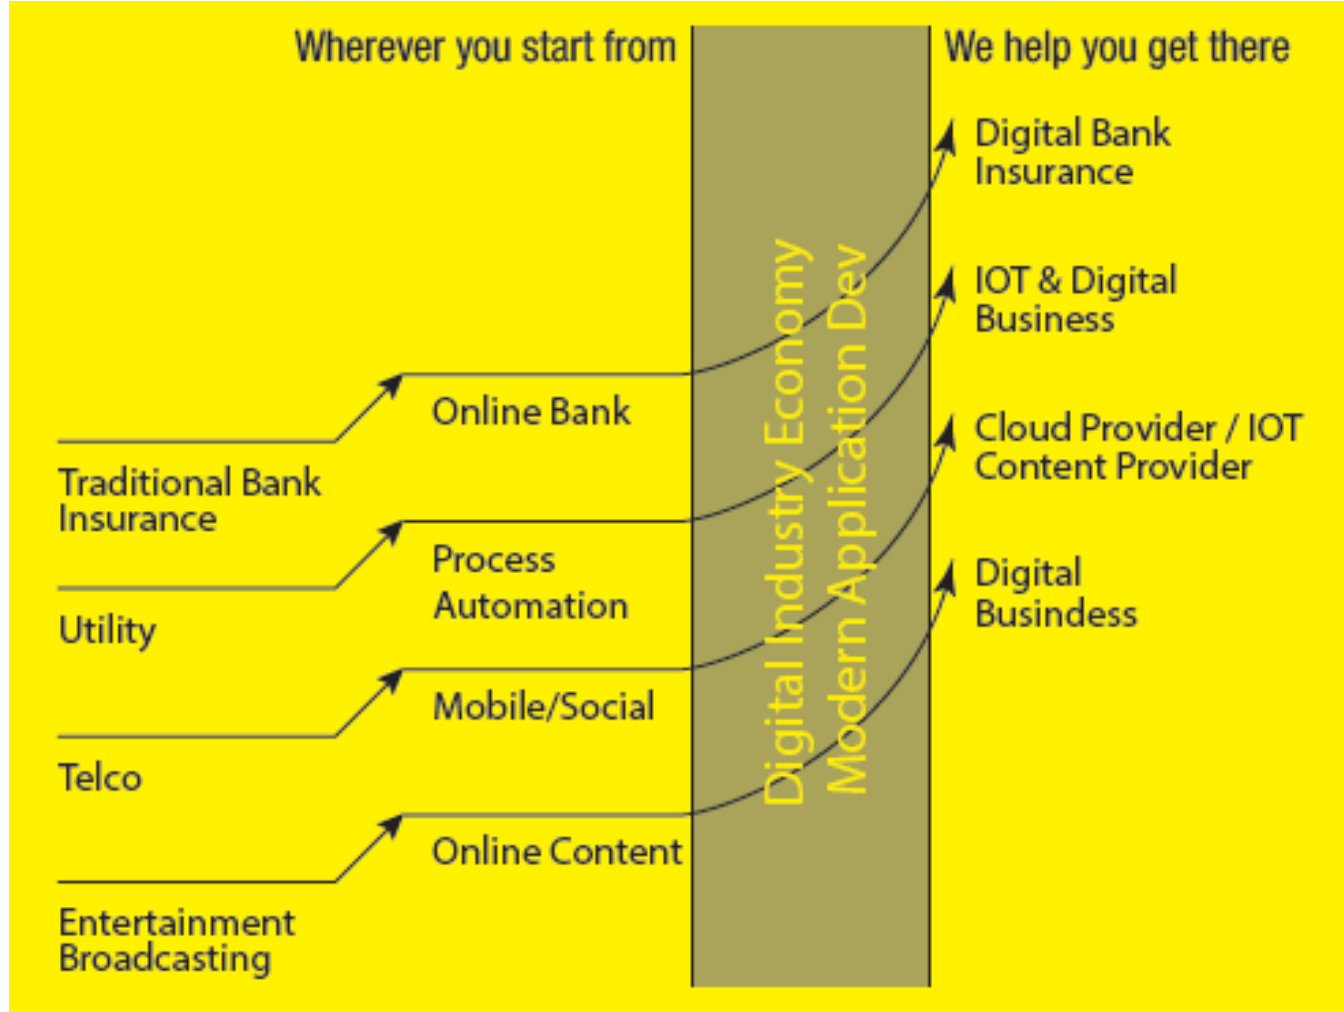 Wherever you start from
We help you get there
Digital Bank
Insurance
IOT & Digital
Business
Online Bank
Cloud Provider / IOT
Content Provider
Traditional Bank
Insurance
Process
Automation
Digital
Busindess
Utility
Mobile/Social
Telco
Online Content
Entertainment
Broadcasting
Digital Industry Economy
Modern Application Dev